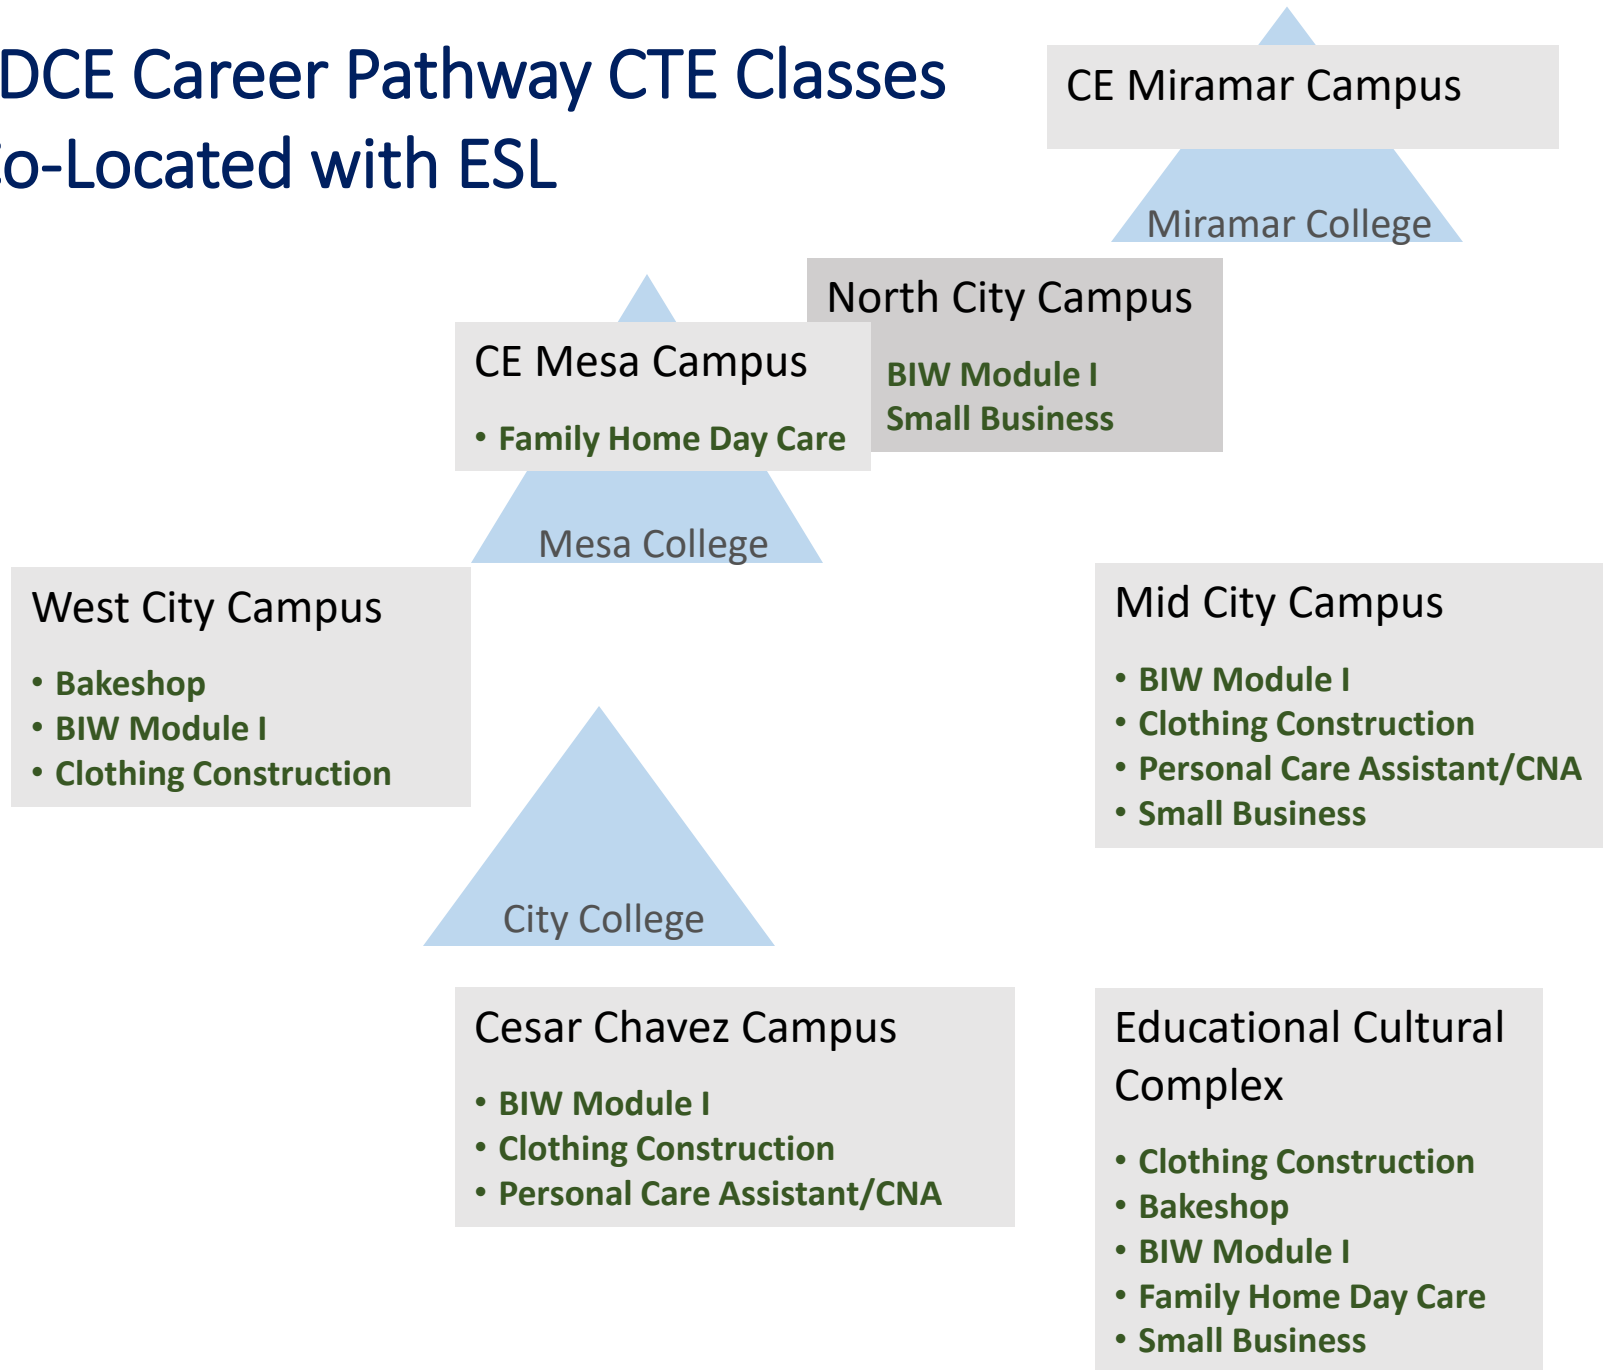 DCE Career Pathway CTE Classes
o-Located with ESL
CE Miramar Campus
Miramar College
North City Campus
BIW Module I
Small Business
CE Mesa Campus
• Family Home Day Care
Mesa College
West City Campus
• Bakeshop
• BIW Module I
• Clothing Construction
Mid City Campus
• BIW Module I
• Clothing Construction
• Personal Care Assistant/CNA
• Small Business
City College
Cesar Chavez Campus
• BIW Module I
• Clothing Construction
• Personal Care Assistant/CNA
Educational Cultural
Complex
• Clothing Construction
• Bakeshop
• BIW Module I
• Family Home Day Care
• Small Business